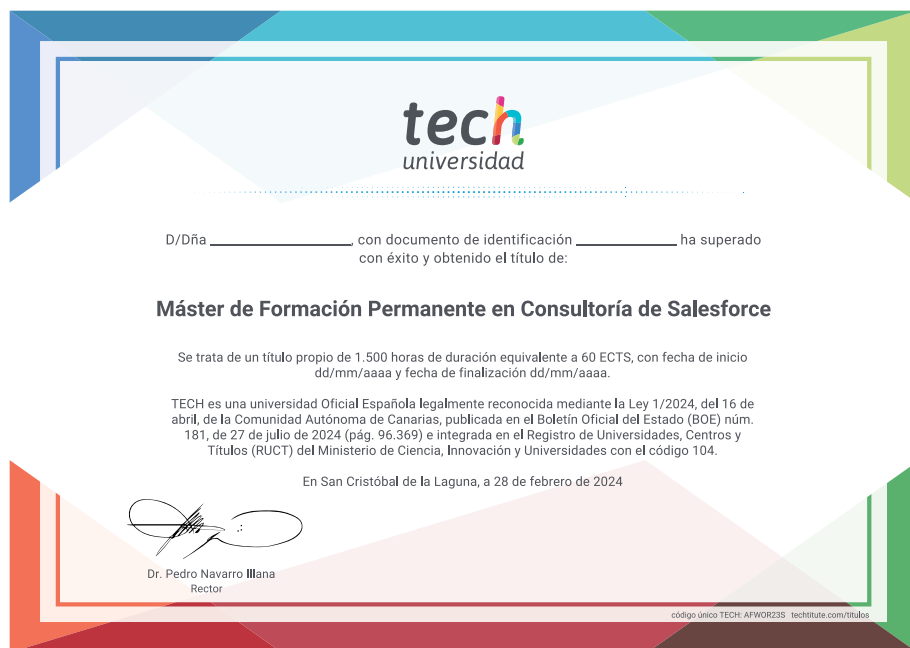 tech
universidad
D/Dña ________________, con documento de identificación ____________ ha superado
con éxito y obtenido el título de:
Máster de Formación Permanente en Consultoría de Salesforce
Se trata de un título propio de 1.500 horas de duración equivalente a 60 ECTS, con fecha de inicio
dd/mm/aaaa y fecha de finalización dd/mm/aaaa.
TECH es una universidad Oficial Española legalmente reconocida mediante la Ley 1/2024, del 16 de
abril, de la Comunidad Autónoma de Canarias, publicada en el Boletín Oficial del Estado (BOE) núm.
181, de 27 de julio de 2024 (pág. 96.369) e integrada en el Registro de Universidades, Centros y
Títulos (RUCT) del Ministerio de Ciencia, Innovación y Universidades con el código 104.
En San Cristóbal de la Laguna, a 28 de febrero de 2024
Dr. Pedro Navarro Illana
Rector
código único TECH: AFWOR23S techtitute.com/titulos